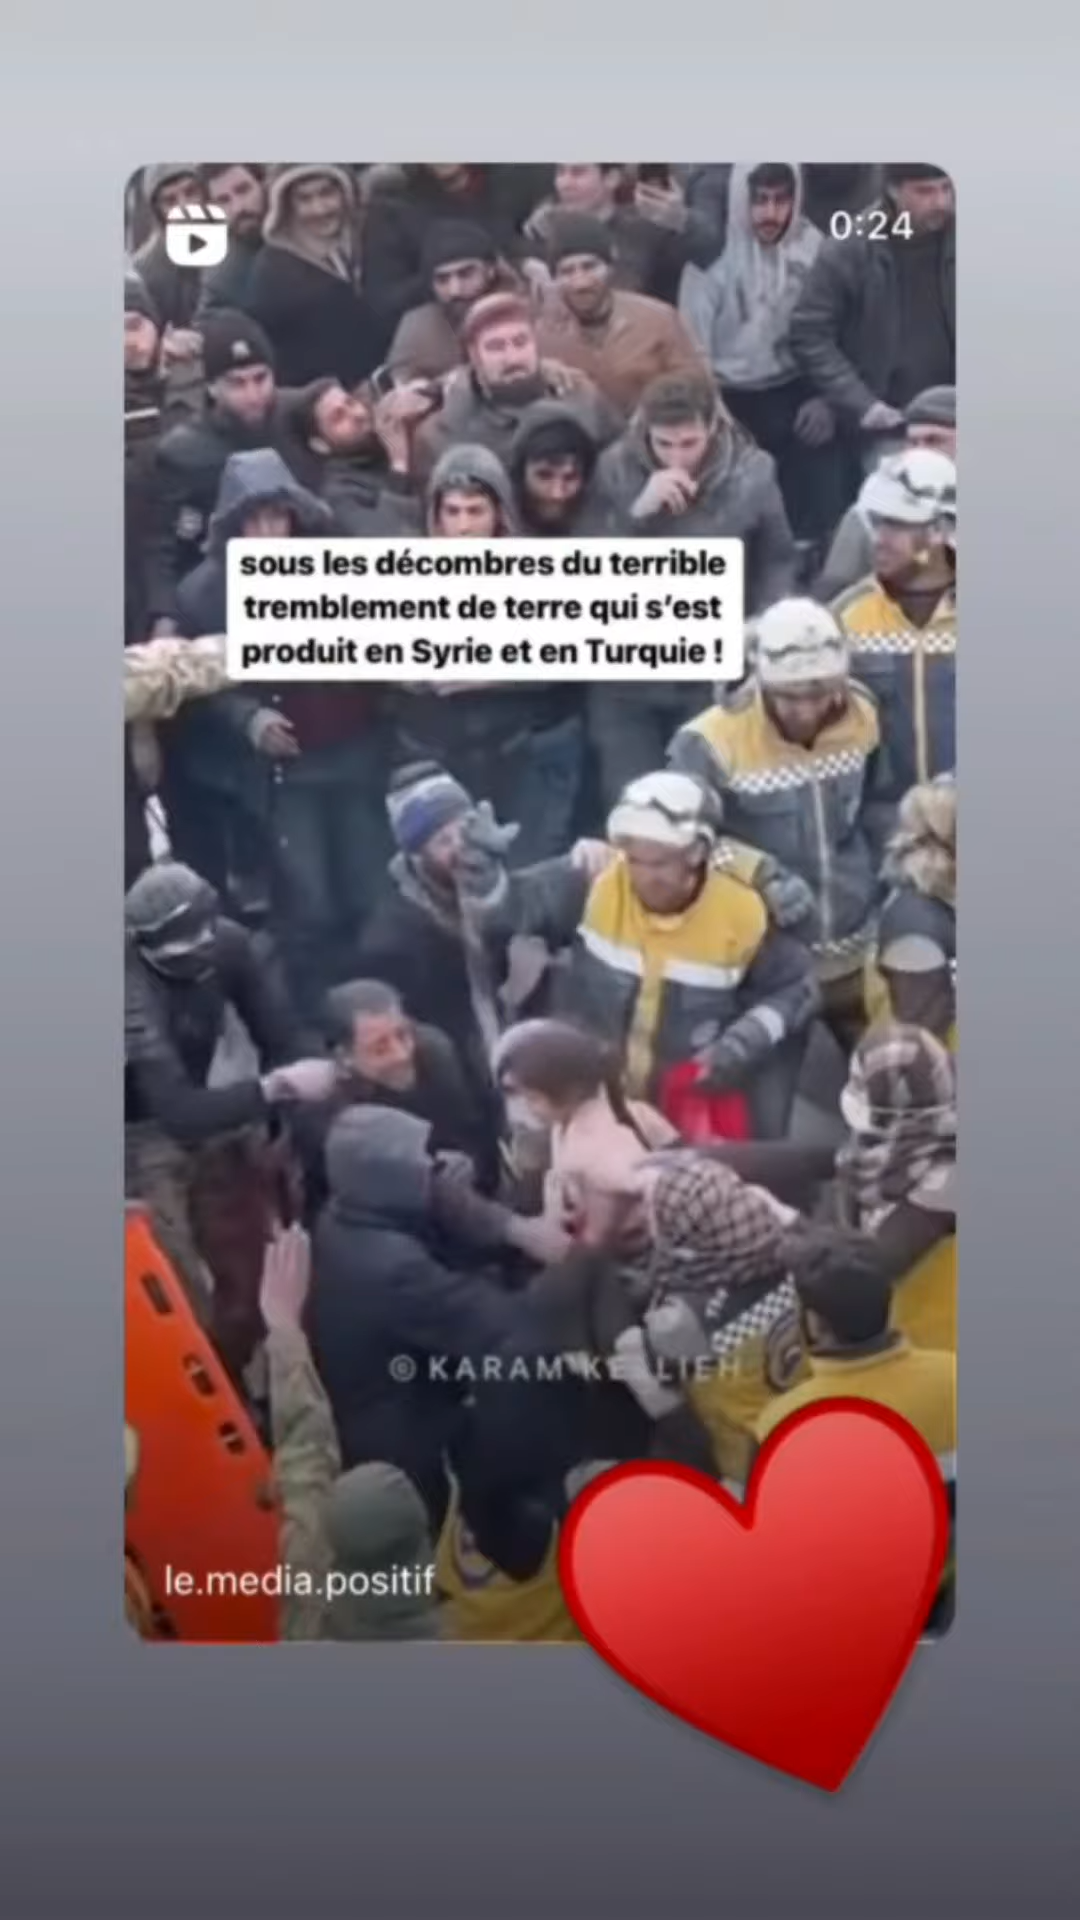 0:24
sous les décombres du terrible
tremblement de terre qui s'est
produit en Syrie et en Turquie !
© KARAM KELLIEH
le.media.positif